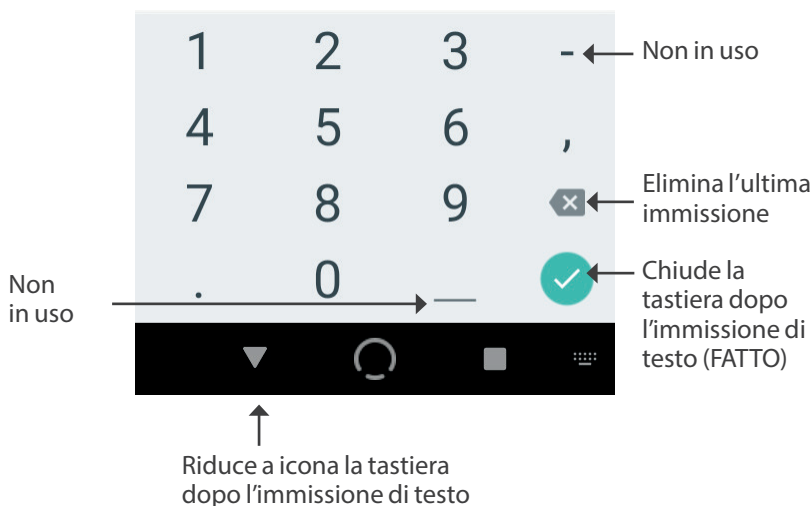 1 2 3 -
Non in uso
4 5 6 ,
7 8 9
Elimina l'ultima
immissione
. 0 _
Non
in uso
Chiude la
tastiera dopo
l'immissione di
testo (FATTO)
Riduce a icona la tastiera
dopo l'immissione di testo